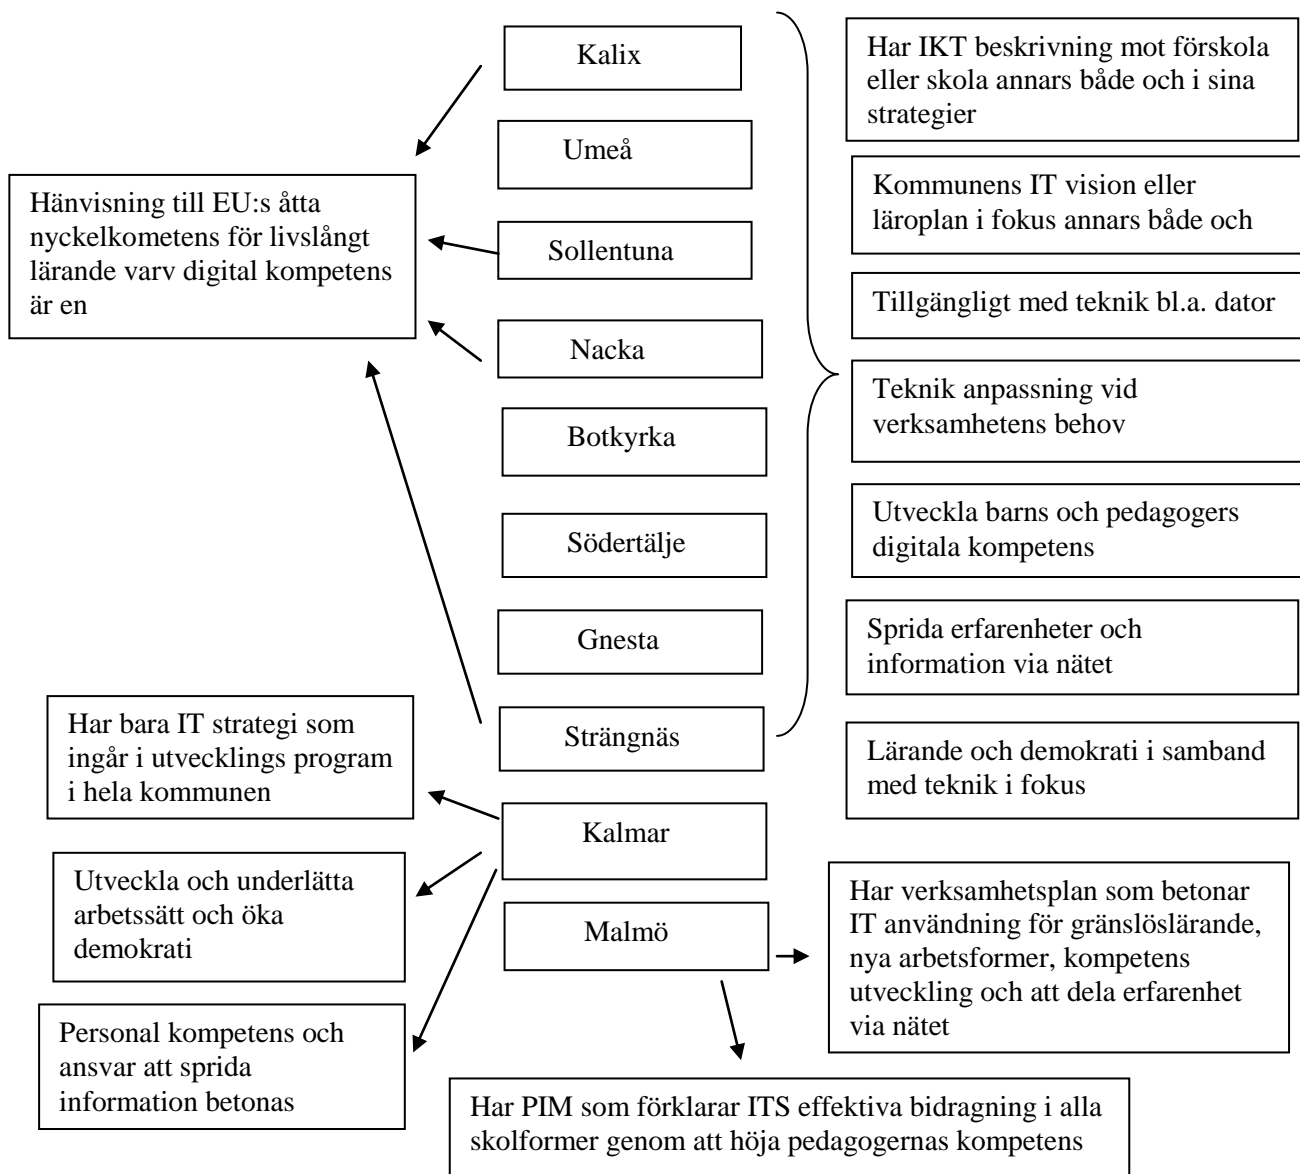 Kalix
Umeå
Sollentuna
Nacka
Botkyrka
Södertälje
Gnesta
Strängnäs
Kalmar
Malmö
Hänvisning till EU:s åtta
nyckelkometens för livslångt
lärande varv digital kompetens
är en
Har bara IT strategi som
ingår i utvecklings program
i hela kommunen
Utveckla och underlätta
arbetssätt och öka
demokrati
Personal kompetens och
ansvar att sprida
information betonas
Har IKT beskrivning mot förskola
eller skola annars både och i sina
strategier
Kommunens IT vision eller
läroplan i fokus annars både och
Tillgängligt med teknik bl.a. dator
Teknik anpassning vid
verksamhetens behov
Utveckla barns och pedagogers
digitala kompetens
Sprida erfarenheter och
information via nätet
Lärande och demokrati i samband
med teknik i fokus
Har verksamhetsplan som betonar
IT användning för gränslöslärande,
nya arbetsformer, kompetens
utveckling och att dela erfarenhet
via nätet
Har PIM som förklarar ITS effektiva bidragning i alla
skolformer genom att höja pedagogernas kompetens